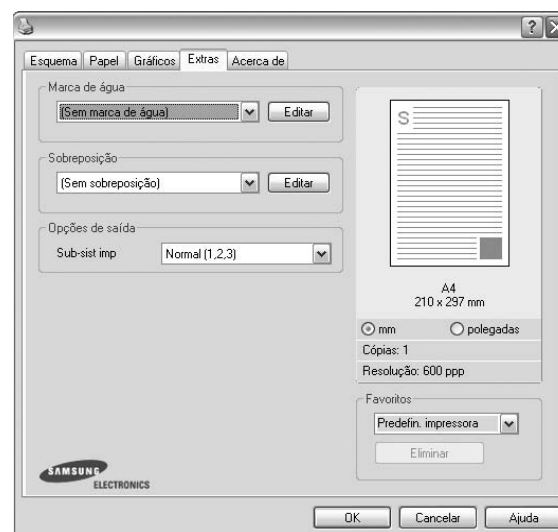 Esquema
Papel
Gráficos
Extras
Acerca de
Marca de água
(Sem marca de água)
Editar
Sobreposição
(Sem sobreposição)
Editar
Opções de saída
Sub-sist imp
Normal (1,2,3)
S
A4
210 x 297 mm
mm
polegadas
Cópias: 1
Resolução: 600 ppp
Favoritos
Predefin. impressora
Eliminar
SAMSUNG
ELECTRONICS
OK
Cancelar
Ajuda